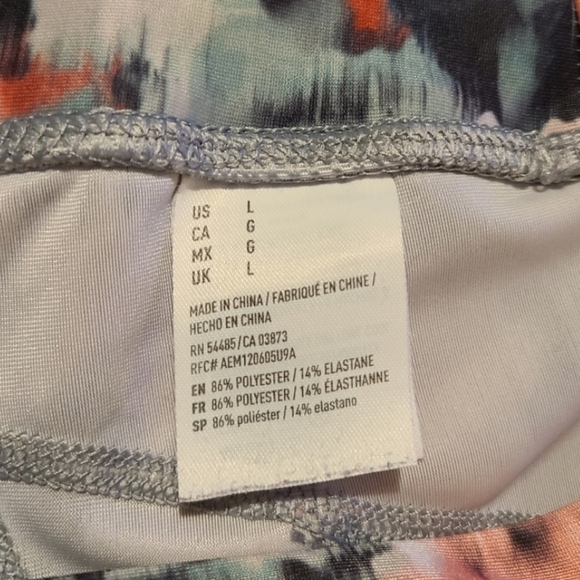 US L
CA G
MX G
UK L
MADE IN CHINA / FABRIQUÉ EN CHINE /
HECHO EN CHINA
RN 54485/CA 03873
RFC# AEM120605U9A
EN 86% POLYESTER / 14% ELASTANE
FR 86% POLYESTER / 14% ÉLASTHANNE
SP 86% poliéster / 14% elastano